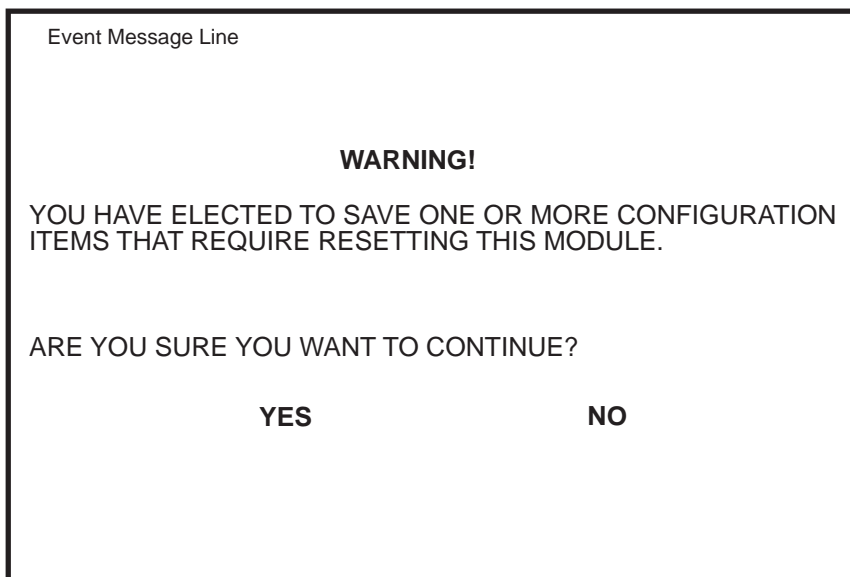 Event Message Line
WARNING!
YOU HAVE ELECTED TO SAVE ONE OR MORE CONFIGURATION
ITEMS THAT REQUIRE RESETTING THIS MODULE.
ARE YOU SURE YOU WANT TO CONTINUE?
YES NO